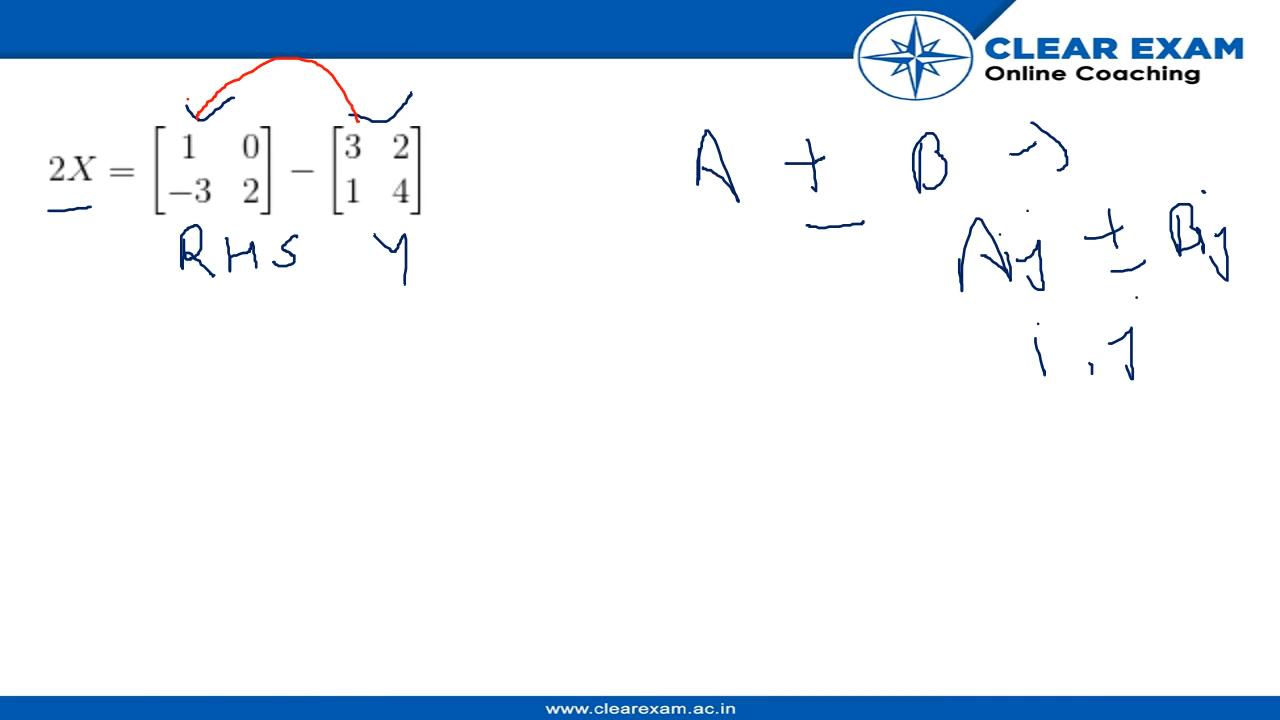 CLEAR EXAM
Online Coaching
2X = [1 0; −3 2] − [3 2; 1 4]
RHS Y
A ± B →
Aij ± Bij
i, j
www.clearexam.ac.in